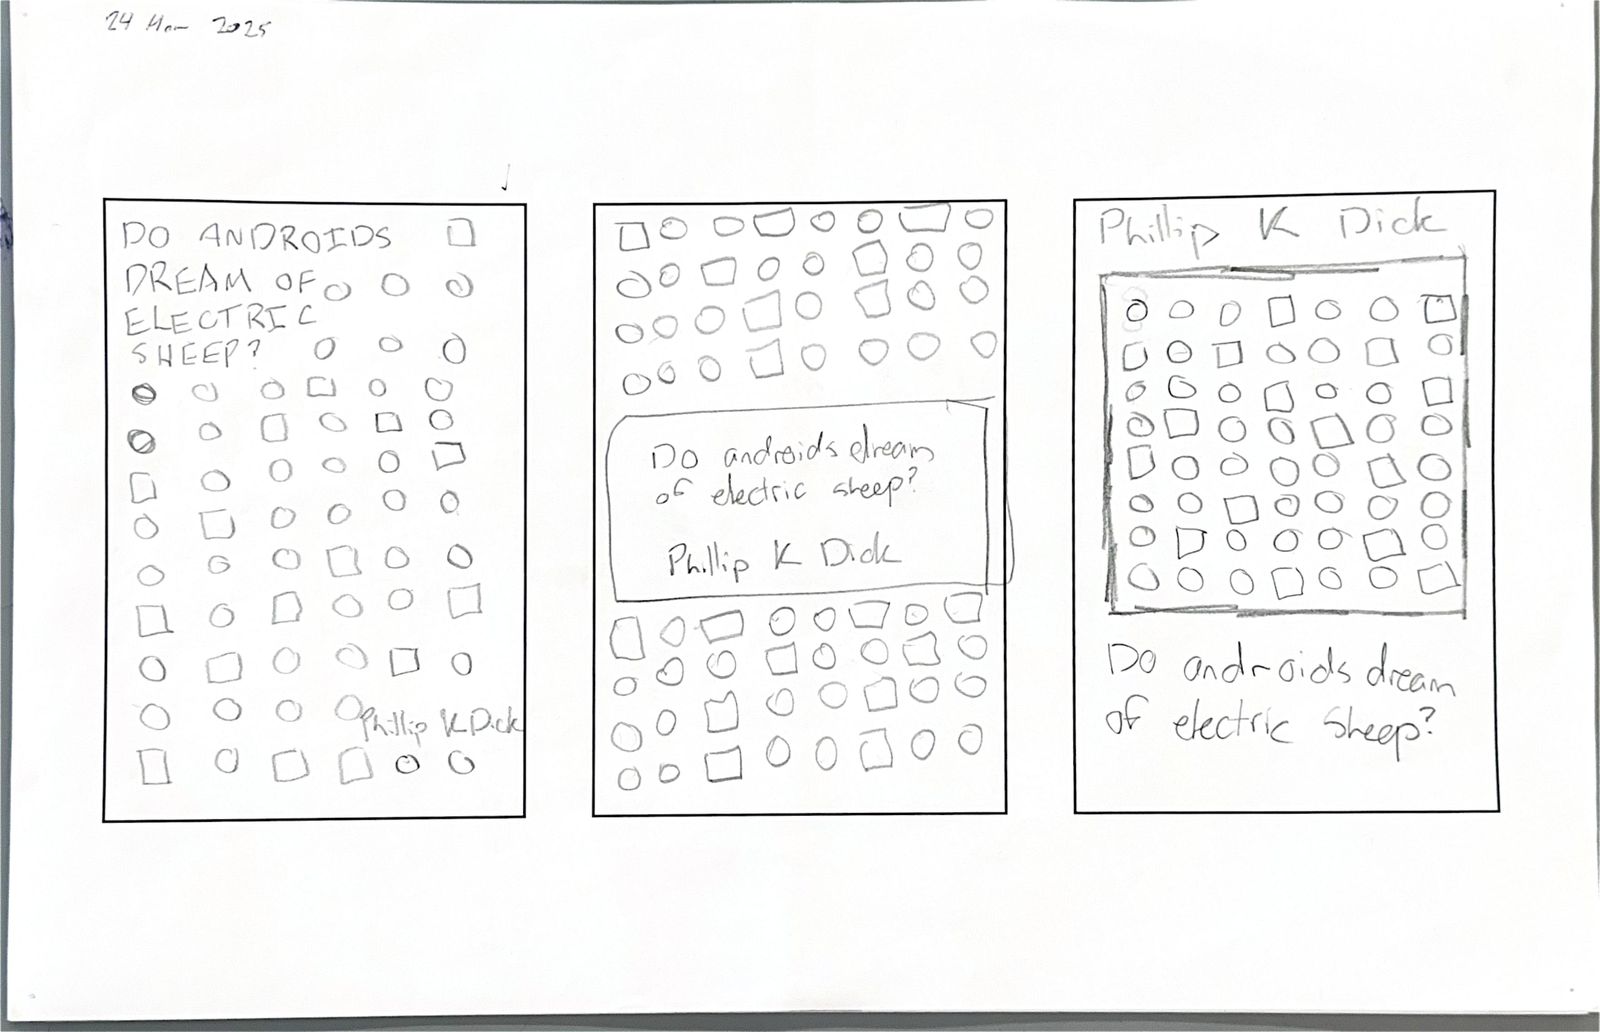 24 Mar 2025
DO ANDROIDS
DREAM OF
ELECTRIC
SHEEP?
Phillip K Dick
Do androids dream
of electric sheep?
Phillip K Dick
Phillip K Dick
Do androids dream
of electric sheep?